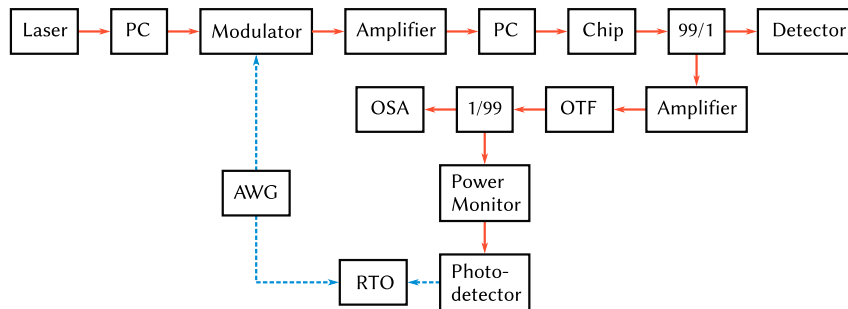 Laser
PC
Modulator
Amplifier
PC
Chip
99/1
Detector
OSA
1/99
OTF
Amplifier
AWG
Power
Monitor
RTO
Photo-
detector